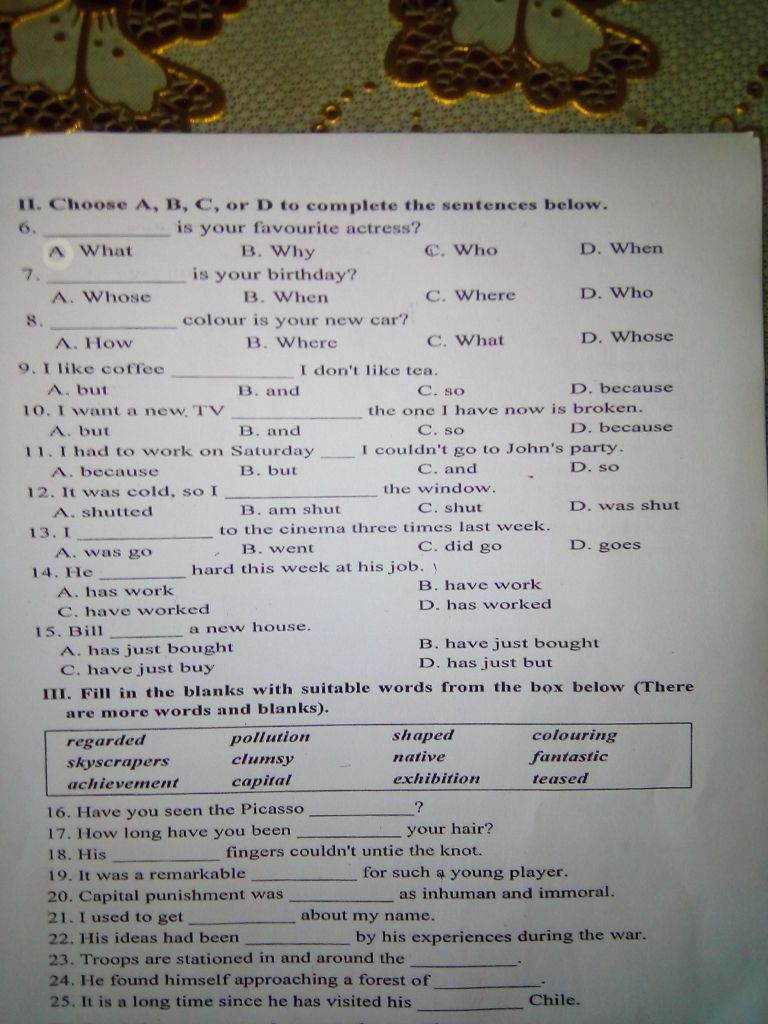 II. Choose A, B, C, or D to complete the sentences below.
6. ____________ is your favourite actress?
A What B. Why C. Who D. When
7. ____________ is your birthday?
A. Whose B. When C. Where D. Who
8. ____________ colour is your new car?
A. How B. Where C. What D. Whose
9. I like coffee ____________ I don't like tea.
A. but B. and C. so D. because
10. I want a new TV ____________ the one I have now is broken.
A. but B. and C. so D. because
11. I had to work on Saturday ____ I couldn't go to John's party.
A. because B. but C. and D. so
12. It was cold, so I ______________ the window.
A. shutted B. am shut C. shut D. was shut
13. I ____________ to the cinema three times last week.
A. was go B. went C. did go D. goes
14. He ________ hard this week at his job.
A. has work B. have work
C. have worked D. has worked
15. Bill _______ a new house.
A. has just bought B. have just bought
C. have just buy D. has just but
III. Fill in the blanks with suitable words from the box below (There
are more words and blanks).
regarded pollution shaped colouring
skyscrapers clumsy native fantastic
achievement capital exhibition teased
16. Have you seen the Picasso __________?
17. How long have you been __________ your hair?
18. His __________ fingers couldn't untie the knot.
19. It was a remarkable __________ for such a young player.
20. Capital punishment was __________ as inhuman and immoral.
21. I used to get __________ about my name.
22. His ideas had been __________ by his experiences during the war.
23. Troops are stationed in and around the __________.
24. He found himself approaching a forest of __________.
25. It is a long time since he has visited his __________ Chile.